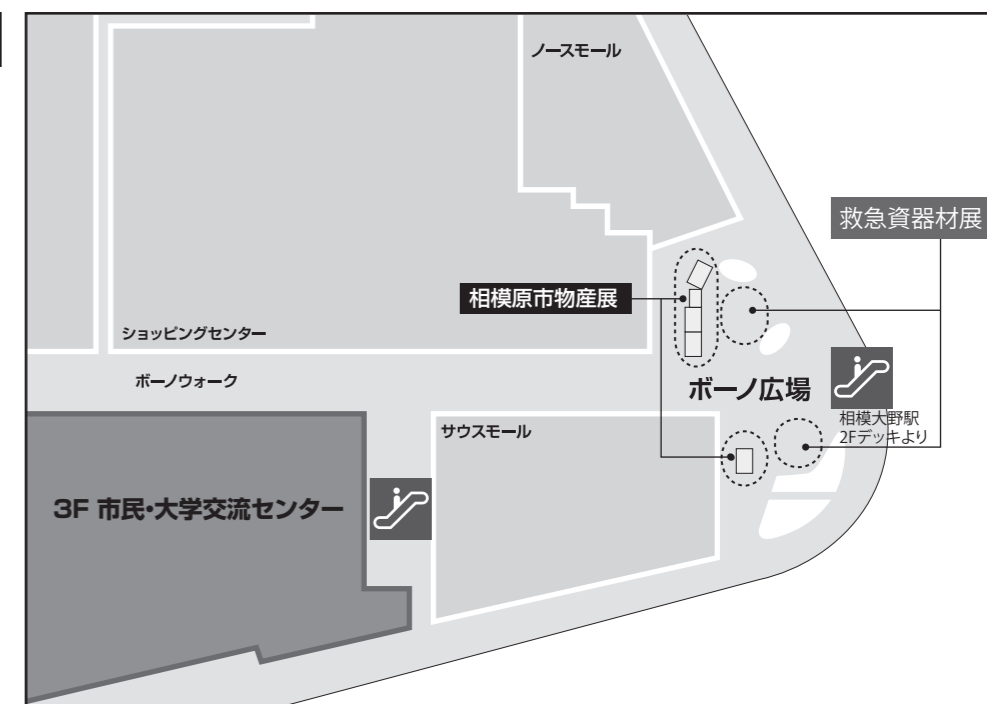 ノースモール
救急資器材展
相模原市物産展
ショッピングセンター
ボーノウォーク
ボーノ広場
相模大野駅
2Fデッキより
サウスモール
3F 市民・大学交流センター